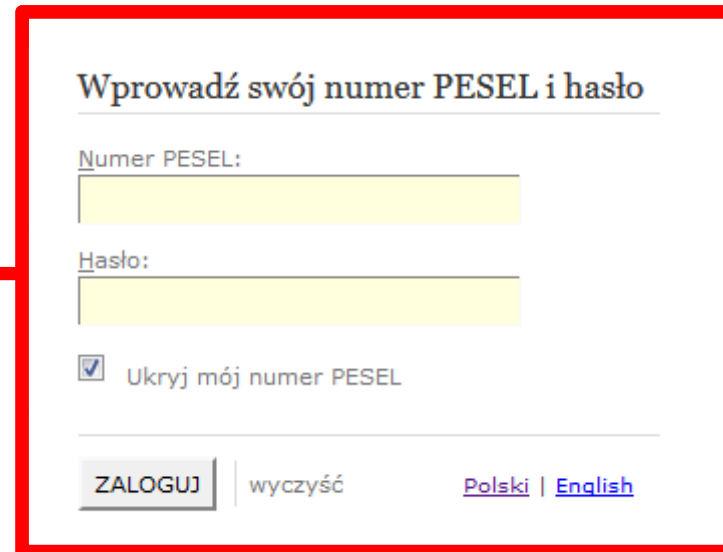 Wprowadź swój numer PESEL i hasło
Numer PESEL:
Hasło:
Ukryj mój numer PESEL
ZALOGUJ wyczyść Polski | English